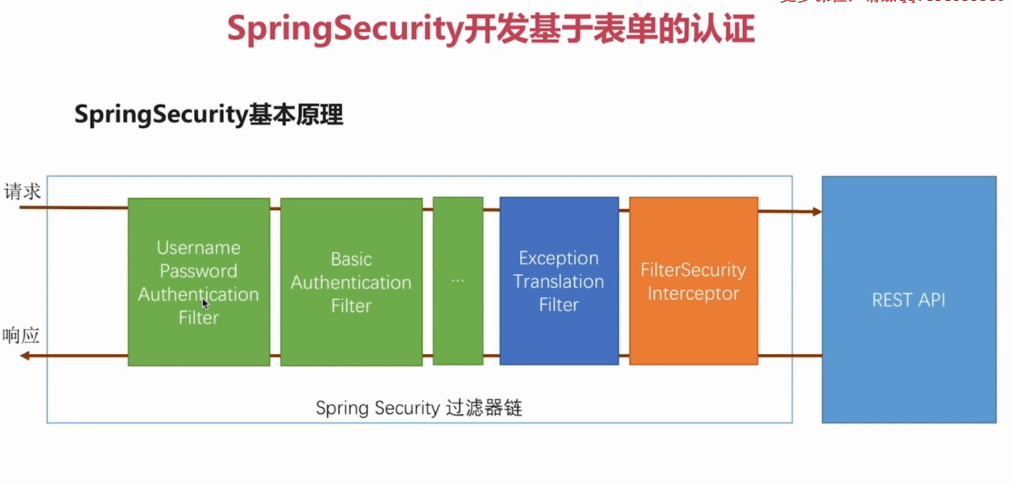 SpringSecurity开发基于表单的认证
SpringSecurity基本原理
请求
Username
Password
Authentication
Filter
Basic
Authentication
Filter
...
Exception
Translation
Filter
FilterSecurity
Interceptor
REST API
响应
Spring Security 过滤器链